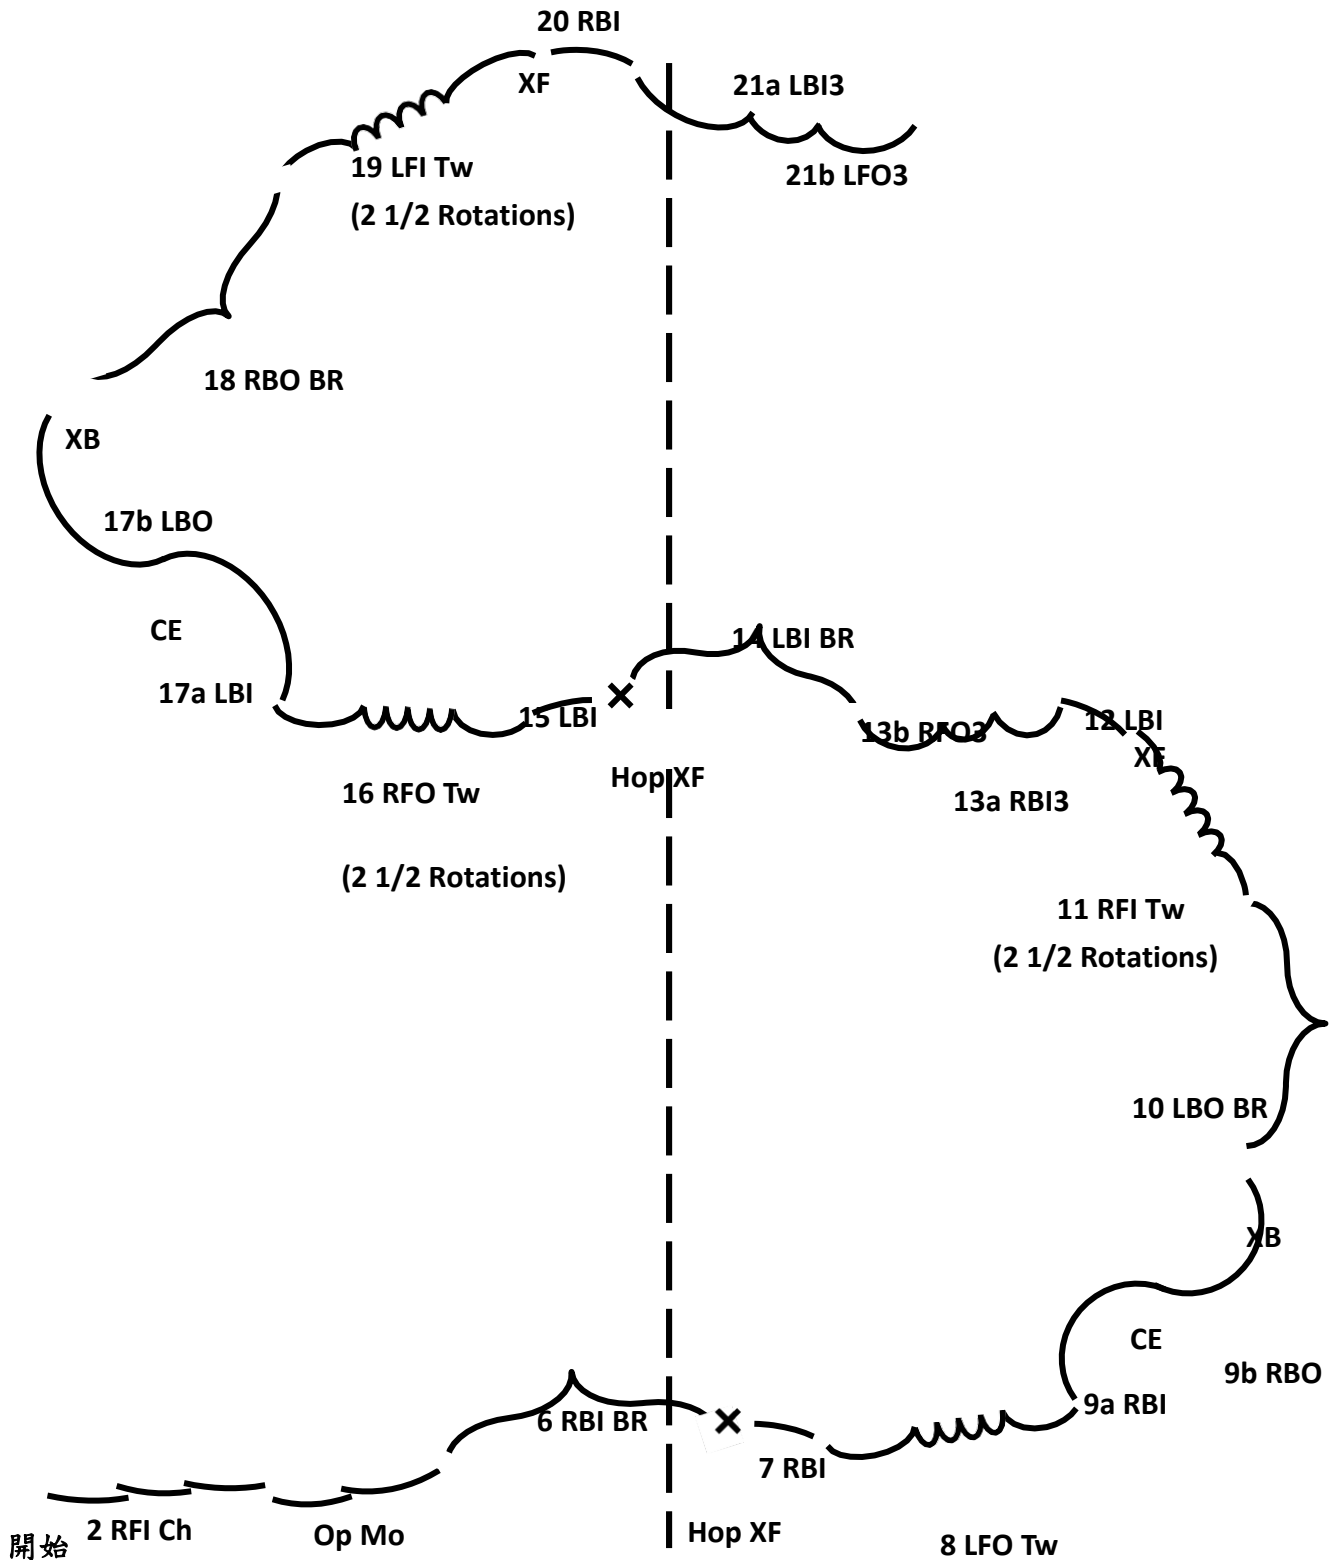 20 RBI
XF
21a LBI3
19 LFI Tw
21b LFO3
(2 1/2 Rotations)
18 RBO BR
XB
17b LBO
CE
14 LBI BR
17a LBI
15 LBI
13b RFO3
12 LBI
XF
16 RFO Tw
Hop XF
13a RBI3
(2 1/2 Rotations)
11 RFI Tw
(2 1/2 Rotations)
10 LBO BR
XB
CE
9b RBO
9a RBI
6 RBI BR
7 RBI
開始
2 RFI Ch
Op Mo
Hop XF
8 LFO Tw